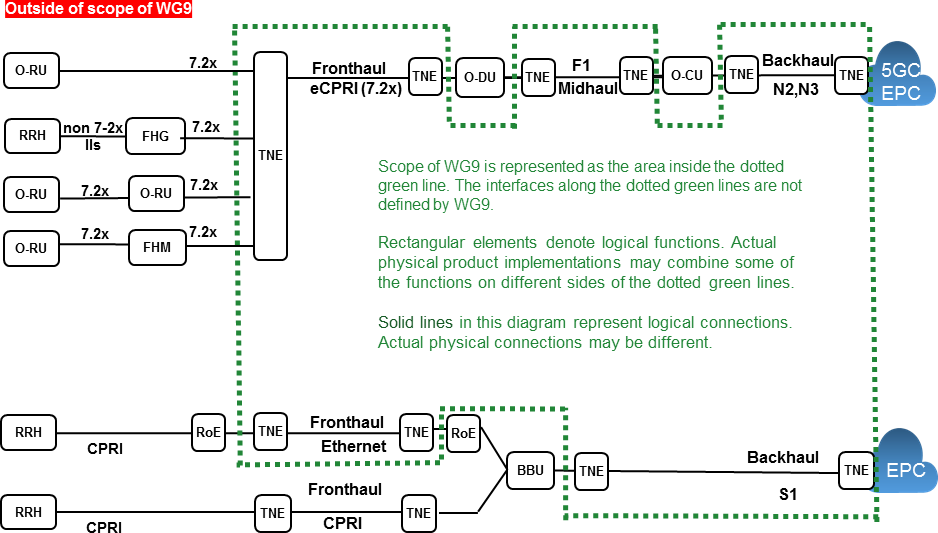 Outside of scope of WG9
O-RU
7.2x
TNE
Fronthaul
eCPRI (7.2x)
TNE
O-DU
TNE
F1
Midhaul
TNE
O-CU
TNE
Backhaul
N2,N3
TNE
5GC
EPC
RRH
non 7-2x
lls
FHG
7.2x
O-RU
7.2x
O-RU
7.2x
O-RU
7.2x
FHM
7.2x
Scope of WG9 is represented as the area inside the dotted
green line. The interfaces along the dotted green lines are not
defined by WG9.
Rectangular elements denote logical functions. Actual
physical product implementations may combine some of
the functions on different sides of the dotted green lines.
Solid lines in this diagram represent logical connections.
Actual physical connections may be different.
RRH
CPRI
RoE
TNE
Fronthaul
Ethernet
TNE
RoE
BBU
TNE
Backhaul
S1
TNE
EPC
RRH
CPRI
TNE
Fronthaul
CPRI
TNE